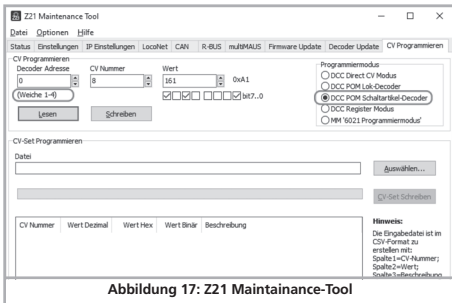 Z21 Maintenance Tool
Datei Optionen Hilfe
Status Einstellungen IP Einstellungen LocoNet CAN R-BUS multiMAUS Firmware Update Decoder Update CV Programmieren
CV Programmieren
Decoder Adresse CV Nummer Wert
0 8 161 0xA1
(Weiche 1-4) bit7..0
Lesen Schreiben
Programmiermodus
DCC Direct CV Modus
DCC POM Lok-Decoder
DCC POM Schaltartikel-Decoder
DCC Register Modus
MM '6021 Programmiermodus'
CV-Set Programmieren
Datei
Auswählen...
CV-Set Schreiben
CV Nummer Wert Dezimal Wert Hex Wert Binär Beschreibung
Hinweis:
Die Eingabedatei ist im
CSV-Format zu
erstellen mit:
Spalte1=CV-Nummer;
Spalte2=Wert;
Spalte3=Beschreibung
Abbildung 17: Z21 Maintainance-Tool